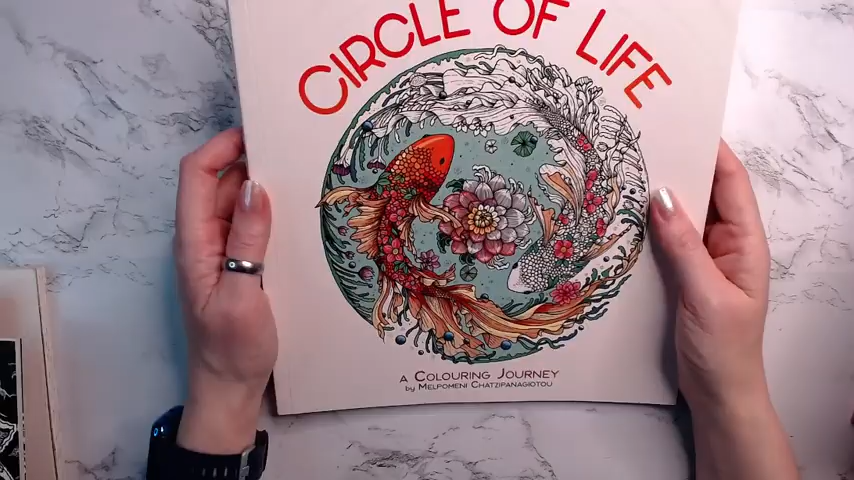 CIRCLE OF LIFE
A COLOURING JOURNEY
by MELPOMENI CHATZIPANAGIOTOU